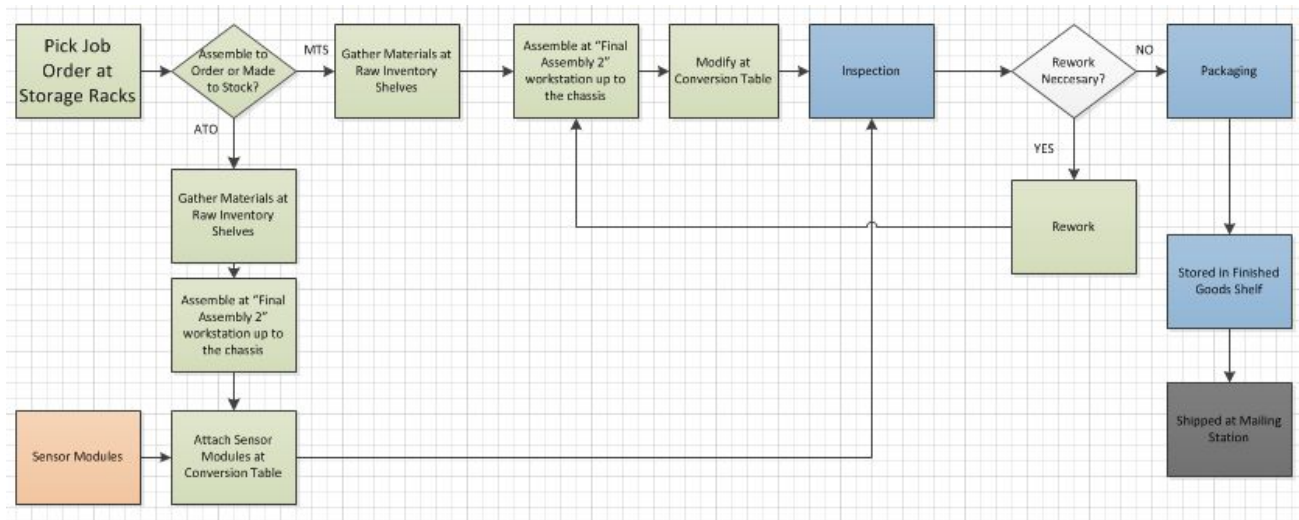 Pick Job
Order at
Storage Racks
Assemble to
Order or Made
to Stock?
MTS
Gather Materials at
Raw Inventory
Shelves
Assemble at "Final
Assembly 2"
workstation up to
the chassis
Modify at
Conversion Table
Inspection
Rework
Neccesary?
NO
Packaging
ATO
YES
Gather Materials at
Raw Inventory
Shelves
Rework
Stored in Finished
Goods Shelf
Assemble at "Final
Assembly 2"
workstation up to
the chassis
Sensor Modules
Attach Sensor
Modules at
Conversion Table
Shipped at Mailing
Station